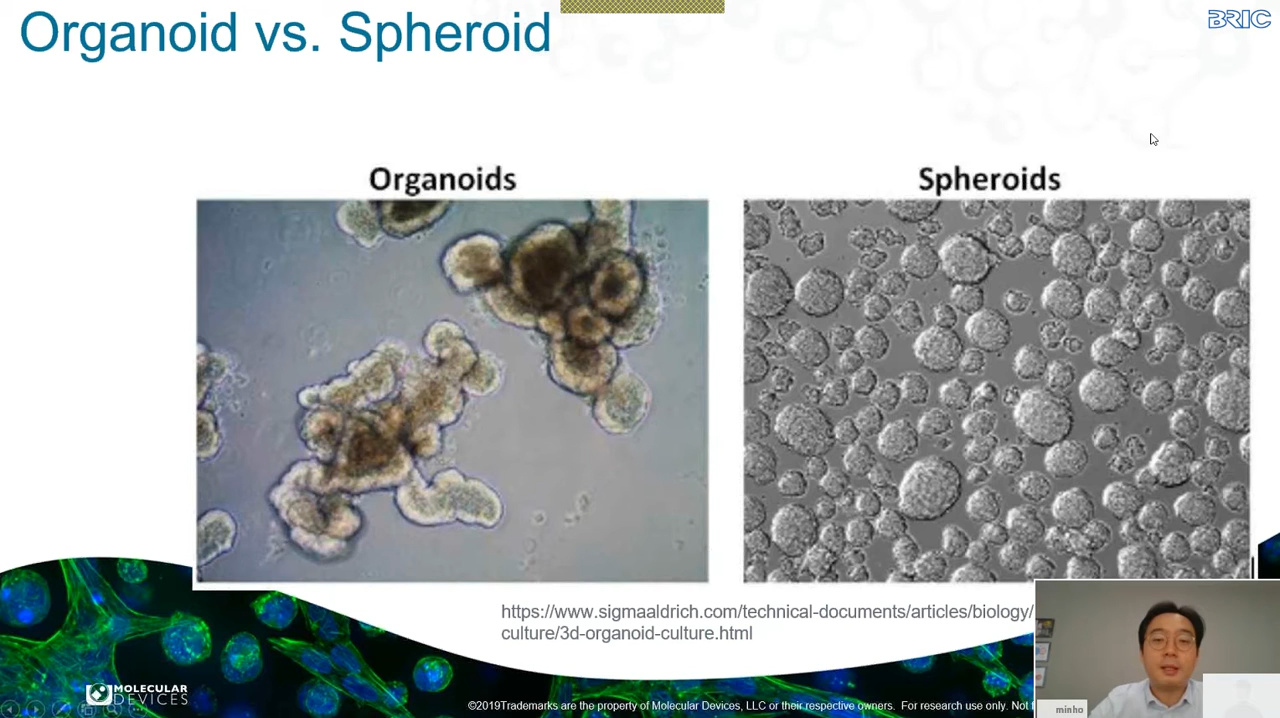 Organoid vs. Spheroid
BRIC
Organoids
Spheroids
https://www.sigmaaldrich.com/technical-documents/articles/biology/
culture/3d-organoid-culture.html
MOLECULAR
DEVICES
©2019Trademarks are the property of Molecular Devices, LLC or their respective owners. For research use only. Not f
minho